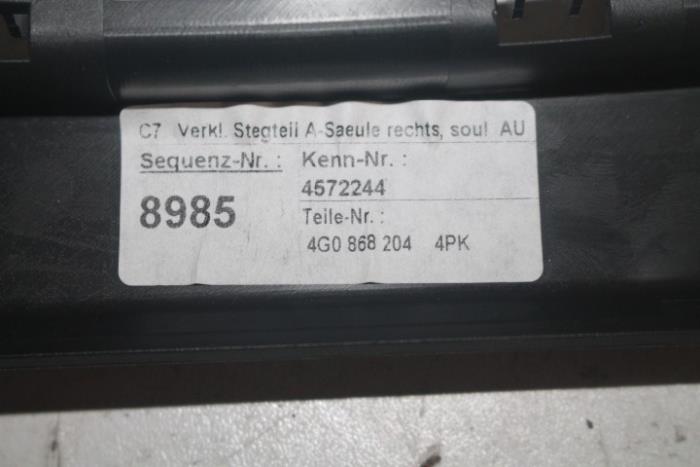 C7 Verkl. Stegteil A-Saeule rechts, soul AU
Sequenz-Nr. : Kenn-Nr. :
4572244
8985
Teile-Nr. :
4G0 868 204 4PK